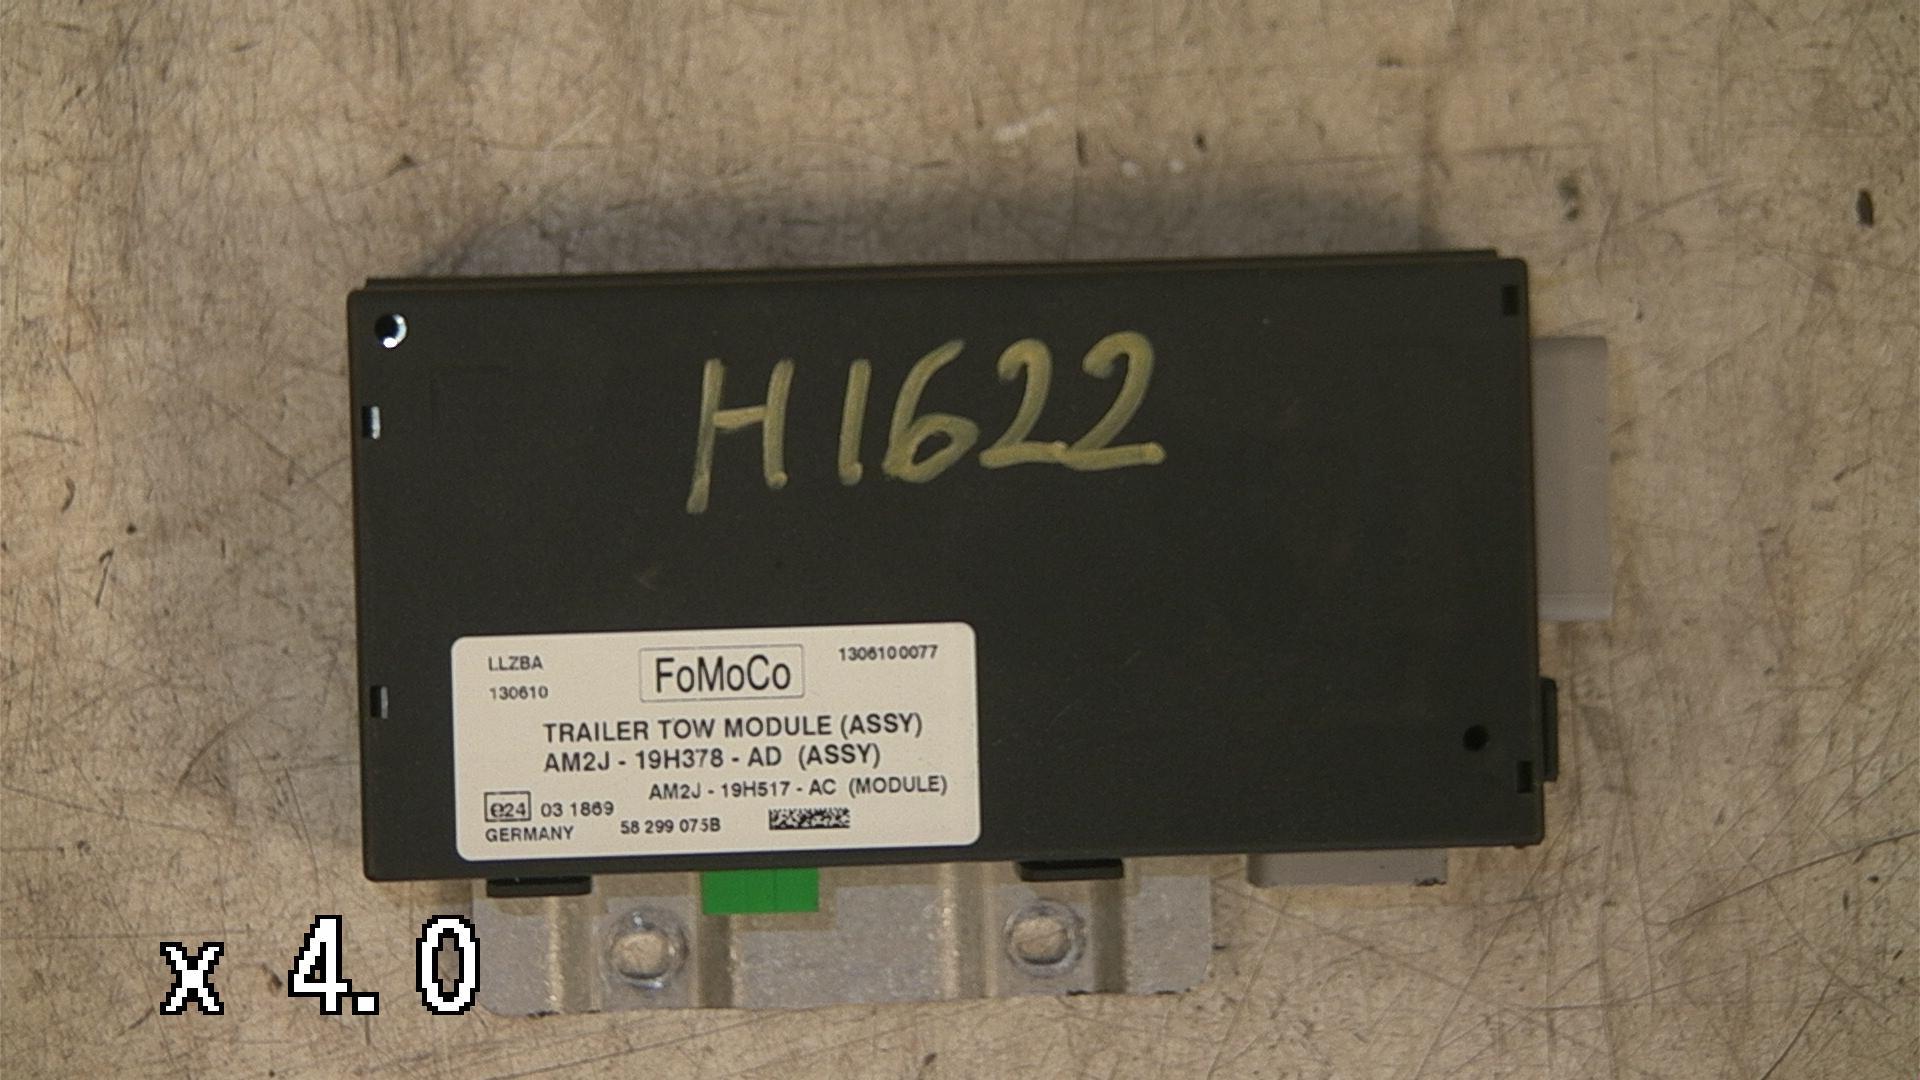 H1622
LLZBA
FoMoCo
1306100077
130610
TRAILER TOW MODULE (ASSY)
AM2J - 19H378 - AD (ASSY)
AM2J - 19H517 - AC (MODULE)
e24 03 1869
GERMANY
58 299 075B
x 4.0